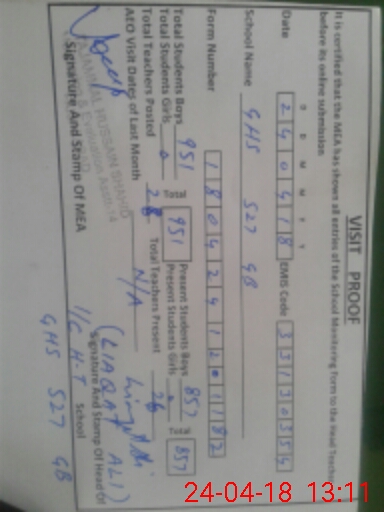 VISIT PROOF
It is certified that the MEA has shown all entries of the School Monitoring Form to the Head Teacher
before its online submission.
D D M M Y Y
Date 2 4 0 4 1 8 EMIS Code 3 3 1 3 0 3 5 4
School Name GHS 527 GB
Form Number 1 8 0 4 2 4 1 2 0 1 1 8 2
Total Students Boys 951 Total 951 Present Students Boys 857 Total 857
Total Students Girls 0 Present Students Girls 0
Total Teachers Posted 28 Total Teachers Present 26
AEO Visit Dates of Last Month N/A
(LIAQAT ALI)
Signature And Stamp Of MEA Signature And Stamp Of Head Of School
I/C H.T
GHS 527 GB
24-04-18 13:11